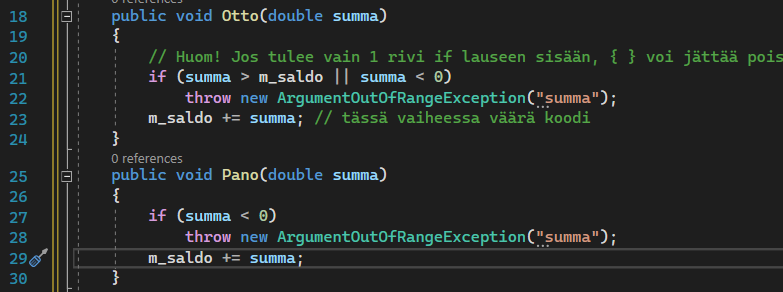 0 references
18 public void Otto(double summa)
19 {
20 // Huom! Jos tulee vain 1 rivi if lauseen sisään, { } voi jättää pois
21 if (summa > m_saldo || summa < 0)
22 throw new ArgumentOutOfRangeException("summa");
23 m_saldo += summa; // tässä vaiheessa väärä koodi
24 }
0 references
25 public void Pano(double summa)
26 {
27 if (summa < 0)
28 throw new ArgumentOutOfRangeException("summa");
29 m_saldo += summa;
30 }